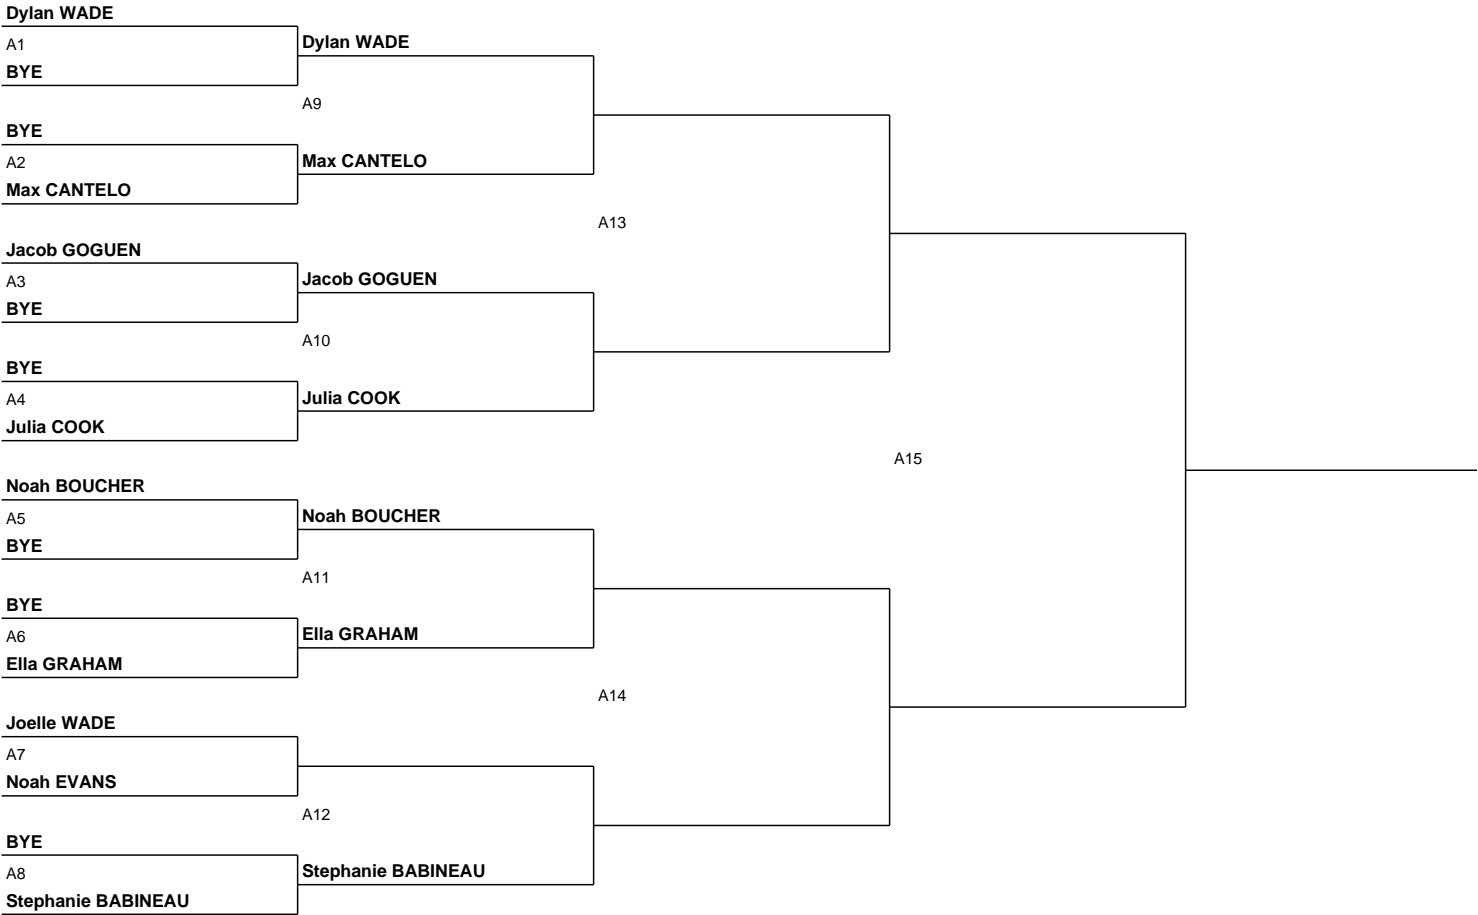 Dylan WADE
A1
Dylan WADE
BYE
A9
BYE
A2
Max CANTELO
Max CANTELO
A13
Jacob GOGUEN
A3
Jacob GOGUEN
BYE
A10
BYE
A4
Julia COOK
Julia COOK
A15
Noah BOUCHER
A5
Noah BOUCHER
BYE
A11
BYE
A6
Ella GRAHAM
Ella GRAHAM
A14
Joelle WADE
A7
Noah EVANS
A12
BYE
A8
Stephanie BABINEAU
Stephanie BABINEAU